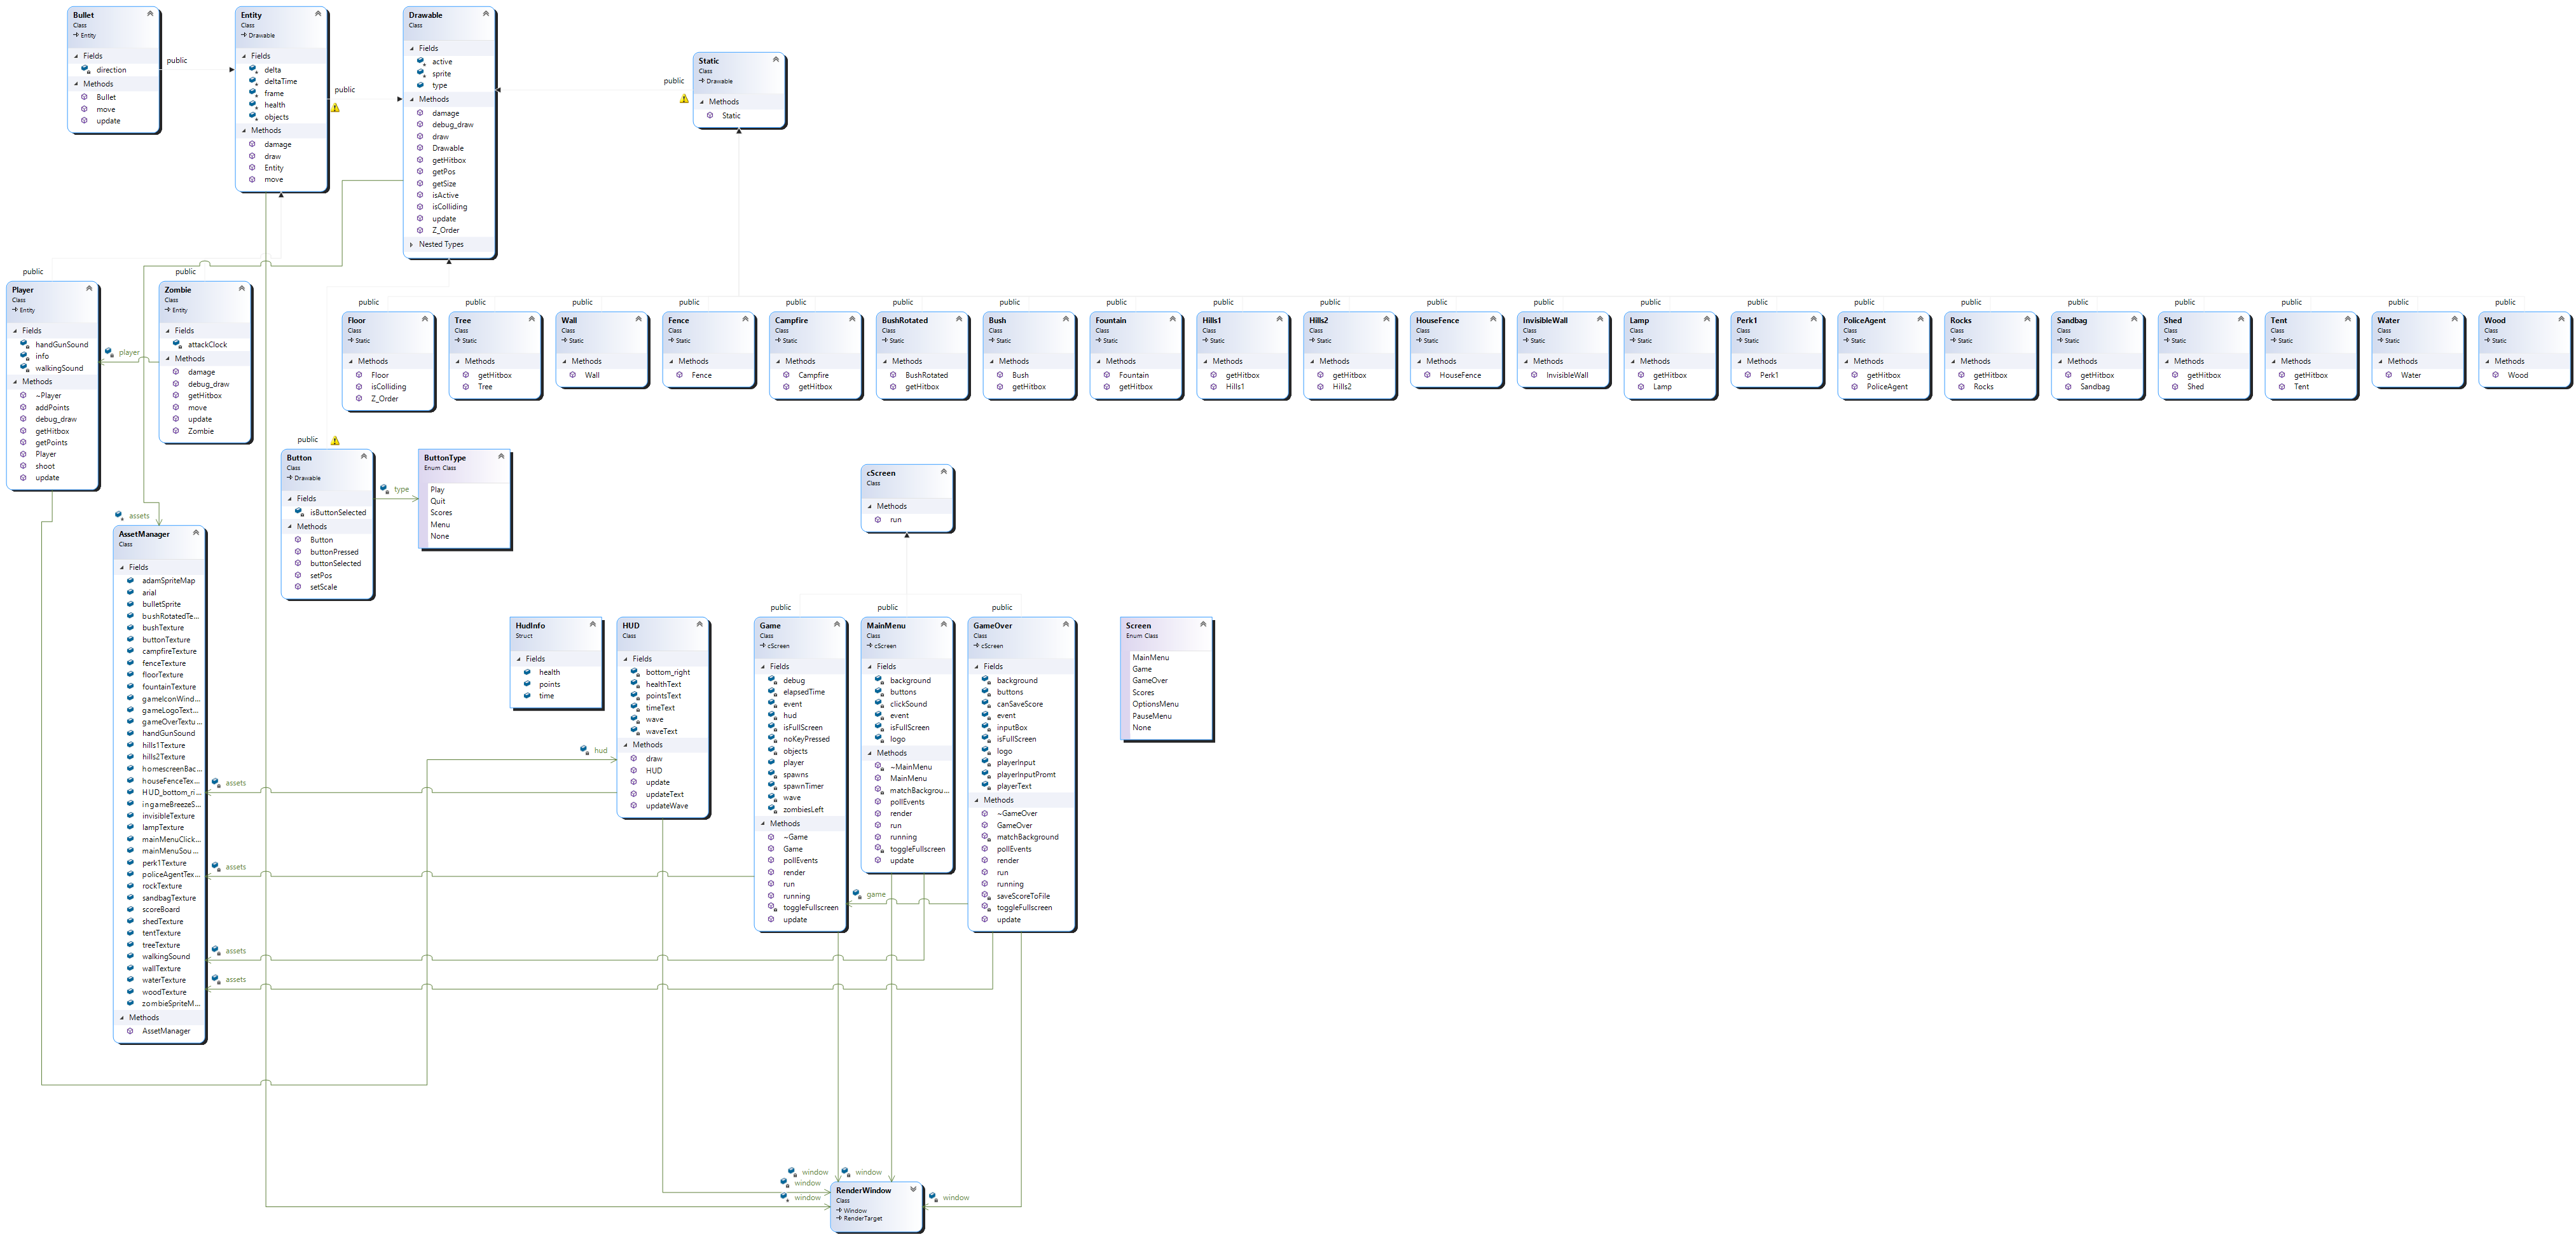 Bullet
Class
Entity
Fields
direction
Methods
Bullet
move
update
public
Entity
Class
Drawable
Fields
delta
deltaTime
frame
health
objects
Methods
damage
draw
Entity
move
public
Drawable
Class
Fields
active
sprite
type
Methods
damage
debug_draw
draw
Drawable
getHitbox
getPos
getSize
isActive
isColliding
update
Z_Order
Nested Types
public
Static
Class
Drawable
Methods
Static
public
Player
Class
Entity
Fields
handGunSound
info
walkingSound
Methods
~Player
addPoints
debug_draw
getHitbox
getPoints
Player
shoot
update
player
public
Zombie
Class
Entity
Fields
attackClock
Methods
damage
debug_draw
getHitbox
move
update
Zombie
public
Floor
Class
Static
Methods
Floor
isColliding
Z_Order
public
Tree
Class
Static
Methods
getHitbox
Tree
public
Wall
Class
Static
Methods
Wall
public
Fence
Class
Static
Methods
Fence
public
Campfire
Class
Static
Methods
Campfire
getHitbox
public
BushRotated
Class
Static
Methods
BushRotated
getHitbox
public
Bush
Class
Static
Methods
Bush
getHitbox
public
Fountain
Class
Static
Methods
Fountain
getHitbox
public
Hills1
Class
Static
Methods
getHitbox
Hills1
public
Hills2
Class
Static
Methods
getHitbox
Hills2
public
HouseFence
Class
Static
Methods
HouseFence
public
InvisibleWall
Class
Static
Methods
InvisibleWall
public
Lamp
Class
Static
Methods
getHitbox
Lamp
public
Perk1
Class
Static
Methods
Perk1
public
PoliceAgent
Class
Static
Methods
getHitbox
PoliceAgent
public
Rocks
Class
Static
Methods
getHitbox
Rocks
public
Sandbag
Class
Static
Methods
getHitbox
Sandbag
public
Shed
Class
Static
Methods
getHitbox
Shed
public
Tent
Class
Static
Methods
getHitbox
Tent
public
Water
Class
Static
Methods
Water
public
Wood
Class
Static
Methods
Wood
public
Button
Class
Drawable
Fields
isButtonSelected
Methods
Button
buttonPressed
buttonSelected
setPos
setScale
type
ButtonType
Enum Class
Play
Quit
Scores
Menu
None
cScreen
Class
Methods
run
assets
AssetManager
Class
Fields
adamSpriteMap
arial
bulletSprite
bushRotatedTe...
bushTexture
buttonTexture
campfireTexture
fenceTexture
floorTexture
fountainTexture
gameIconWind...
gameLogoText...
gameOverTextu...
handGunSound
hills1Texture
hills2Texture
homescreenBac...
houseFenceTex...
HUD_bottom_ri...
ingameBreezeS...
invisibleTexture
lampTexture
mainMenuClick...
mainMenuSou...
perk1Texture
policeAgentTex...
rockTexture
sandbagTexture
scoreBoard
shedTexture
tentTexture
treeTexture
walkingSound
wallTexture
waterTexture
woodTexture
zombieSpriteM...
Methods
AssetManager
HudInfo
Struct
Fields
health
points
time
hud
HUD
Class
Fields
bottom_right
healthText
pointsText
timeText
wave
waveText
Methods
draw
HUD
update
updateText
updateWave
public
Game
Class
cScreen
Fields
debug
elapsedTime
event
hud
isFullScreen
noKeyPressed
objects
player
spawns
spawnTimer
wave
zombiesLeft
Methods
~Game
Game
pollEvents
render
run
running
toggleFullscreen
update
public
MainMenu
Class
cScreen
Fields
background
buttons
clickSound
event
isFullScreen
logo
Methods
~MainMenu
MainMenu
matchBackgrou...
pollEvents
render
run
running
toggleFullscreen
update
public
GameOver
Class
cScreen
Fields
background
buttons
canSaveScore
event
inputBox
isFullScreen
logo
playerInput
playerInputPromt
playerText
Methods
~GameOver
GameOver
matchBackground
pollEvents
render
run
running
saveScoreToFile
toggleFullscreen
update
Screen
Enum Class
MainMenu
Game
GameOver
Scores
OptionsMenu
PauseMenu
None
assets
assets
game
assets
assets
window
window
window
window
window
RenderWindow
Class
Window
RenderTarget